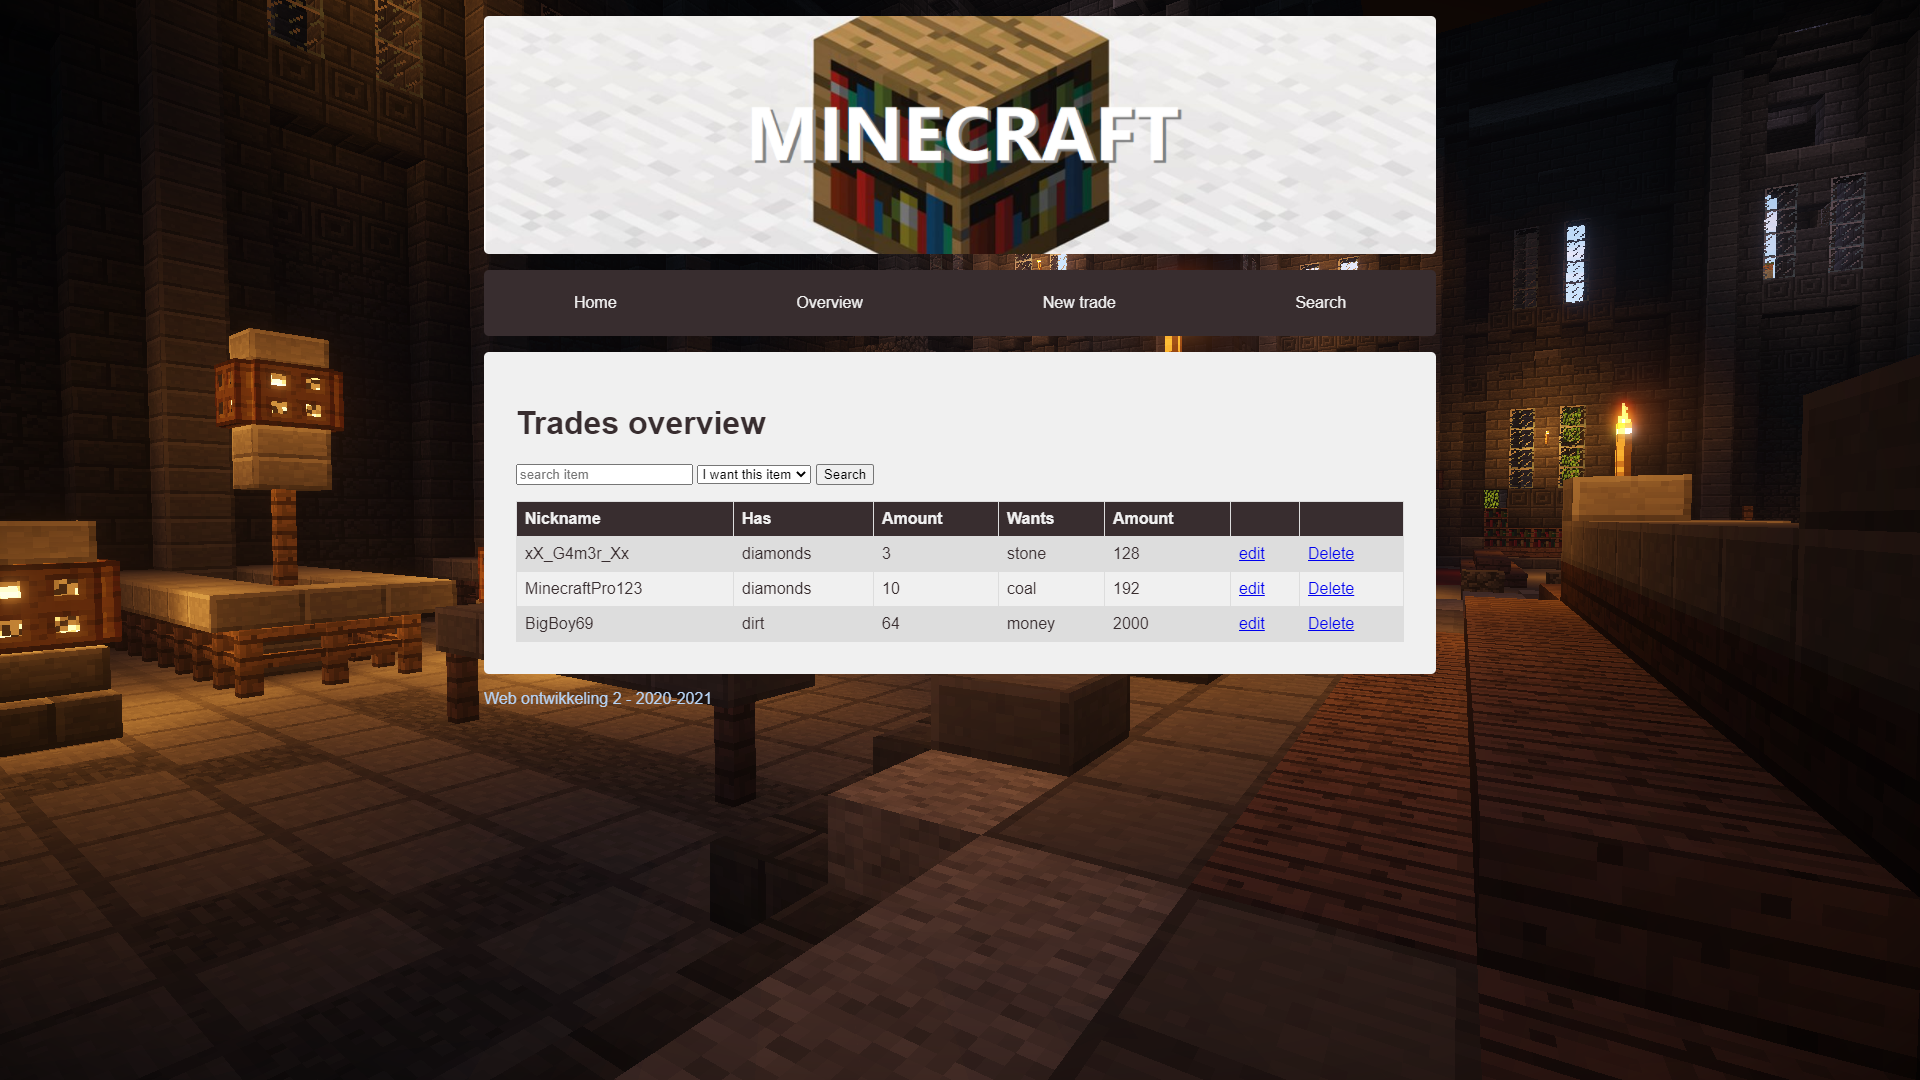 MINECRAFT
Home Overview New trade Search
Trades overview
search item I want this item Search
Nickname Has Amount Wants Amount
xX_G4m3r_Xx diamonds 3 stone 128 edit Delete
MinecraftPro123 diamonds 10 coal 192 edit Delete
BigBoy69 dirt 64 money 2000 edit Delete
Web ontwikkeling 2 - 2020-2021